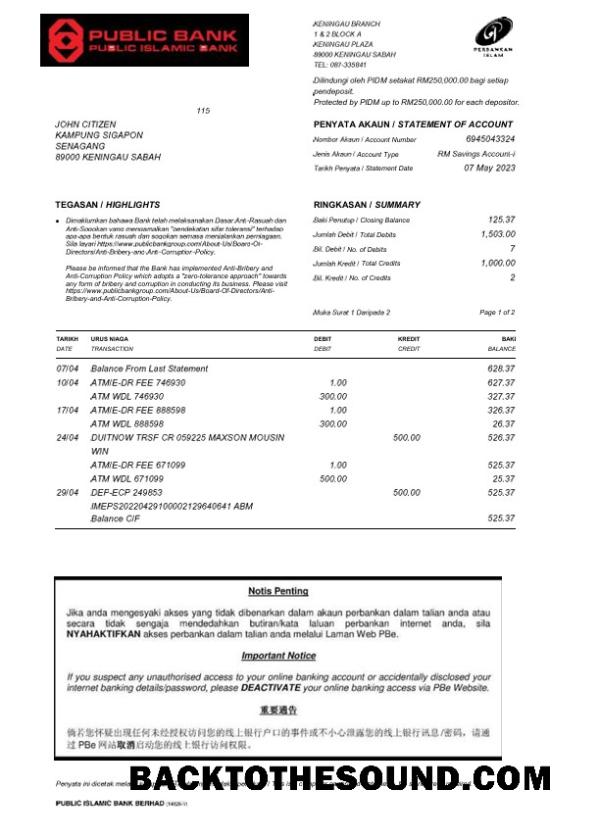 PUBLIC BANK
PUBLIC ISLAMIC BANK
KENINGAU BRANCH
1 & 2 BLOCK A
KENINGAU PLAZA
89000 KENINGAU SABAH
TEL: 087-335841
PERBANKAN
ISLAM
Dilindungi oleh PIDM setakat RM250,000.00 bagi setiap
pendeposit.
Protected by PIDM up to RM250,000.00 for each depositor.
115
JOHN CITIZEN
KAMPUNG SIGAPON
SENAGANG
89000 KENINGAU SABAH
PENYATA AKAUN / STATEMENT OF ACCOUNT
Nombor Akaun / Account Number 6945043324
Jenis Akaun / Account Type RM Savings Account-i
Tarikh Penyata / Statement Date 07 May 2023
TEGASAN / HIGHLIGHTS
Dimaklumkan bahawa Bank telah melaksanakan Dasar Anti-Rasuah dan
Anti-Sogokan yang mengamalkan "pendekatan sifar toleransi" terhadap
apa-apa bentuk rasuah dan sogokan semasa menjalankan perniagaan.
Sila layari https://www.publicbankgroup.com/About-Us/Board-Of-
Directors/Anti-Bribery-and-Anti-Corruption-Policy.
Please be informed that the Bank has implemented Anti-Bribery and
Anti-Corruption Policy which adopts a "zero-tolerance approach" towards
any form of bribery and corruption in conducting its business. Please visit
https://www.publicbankgroup.com/About-Us/Board-Of-Directors/Anti-
Bribery-and-Anti-Corruption-Policy.
RINGKASAN / SUMMARY
Baki Penutup / Closing Balance 125.37
Jumlah Debit / Total Debits 1,503.00
Bil. Debit / No. of Debits 7
Jumlah Kredit / Total Credits 1,000.00
Bil. Kredit / No. of Credits 2
Muka Surat 1 Daripada 2 Page 1 of 2
TARIKH URUS NIAGA DEBIT KREDIT BAKI
DATE TRANSACTION DEBIT CREDIT BALANCE
07/04 Balance From Last Statement 628.37
10/04 ATM/E-DR FEE 746930 1.00 627.37
ATM WDL 746930 300.00 327.37
17/04 ATM/E-DR FEE 888598 1.00 326.37
ATM WDL 888598 300.00 26.37
24/04 DUITNOW TRSF CR 059225 MAXSON MOUSIN 500.00 526.37
WIN
ATM/E-DR FEE 671099 1.00 525.37
ATM WDL 671099 500.00 25.37
29/04 DEP-ECP 249853 500.00 525.37
IMEPS20220429100002129640641 ABM
Balance C/F 525.37
Notis Penting
Jika anda mengesyaki akses yang tidak dibenarkan dalam akaun perbankan dalam talian anda atau
secara tidak sengaja mendedahkan butiran/kata laluan perbankan internet anda, sila
NYAHAKTIFKAN akses perbankan dalam talian anda melalui Laman Web PBe.
Important Notice
If you suspect any unauthorised access to your online banking account or accidentally disclosed your
internet banking details/password, please DEACTIVATE your online banking access via PBe Website.
重要通告
倘若您怀疑出现任何未经授权访问您的线上银行户口的事件或不小心泄露您的线上银行讯息/密码，请通
过 PBe 网站取消启动您的线上银行访问权限。
Penyata ini dicetak
BACKTOTHESOUND.COM
PUBLIC ISLAMIC BANK BERHAD